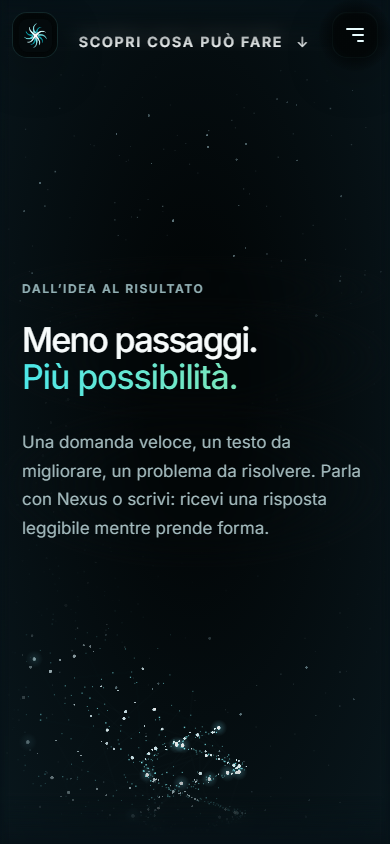 SCOPRI COSA PUÒ FARE ↓
DALL’IDEA AL RISULTATO
Meno passaggi.
Più possibilità.
Una domanda veloce, un testo da
migliorare, un problema da risolvere. Parla
con Nexus o scrivi: ricevi una risposta
leggibile mentre prende forma.